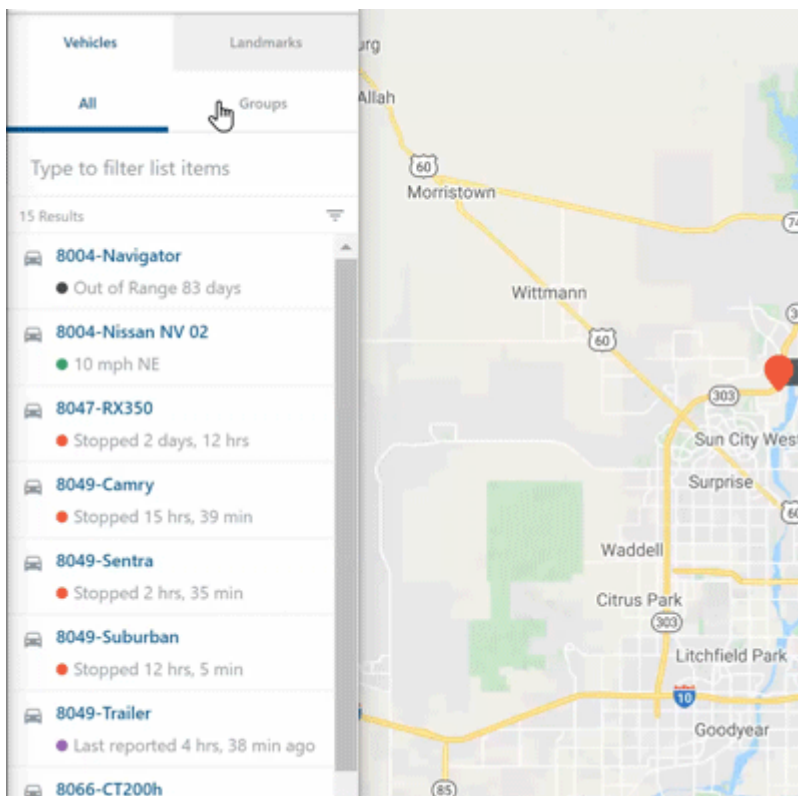 Vehicles
Landmarks
All
Groups
Type to filter list items
15 Results
8004-Navigator
Out of Range 83 days
8004-Nissan NV 02
10 mph NE
8047-RX350
Stopped 2 days, 12 hrs
8049-Camry
Stopped 15 hrs, 39 min
8049-Sentra
Stopped 2 hrs, 35 min
8049-Suburban
Stopped 12 hrs, 5 min
8049-Trailer
Last reported 4 hrs, 38 min ago
8066-CT200h
urg
Allah
60
Morristown
74
Wittmann
3
60
303
Sun City West
Surprise
60
Waddell
Citrus Park
303
Litchfield Park
10
Goodyear
85